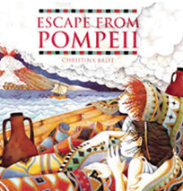 ESCAPE FROM
POMPEII
CHRISTINA BALIT